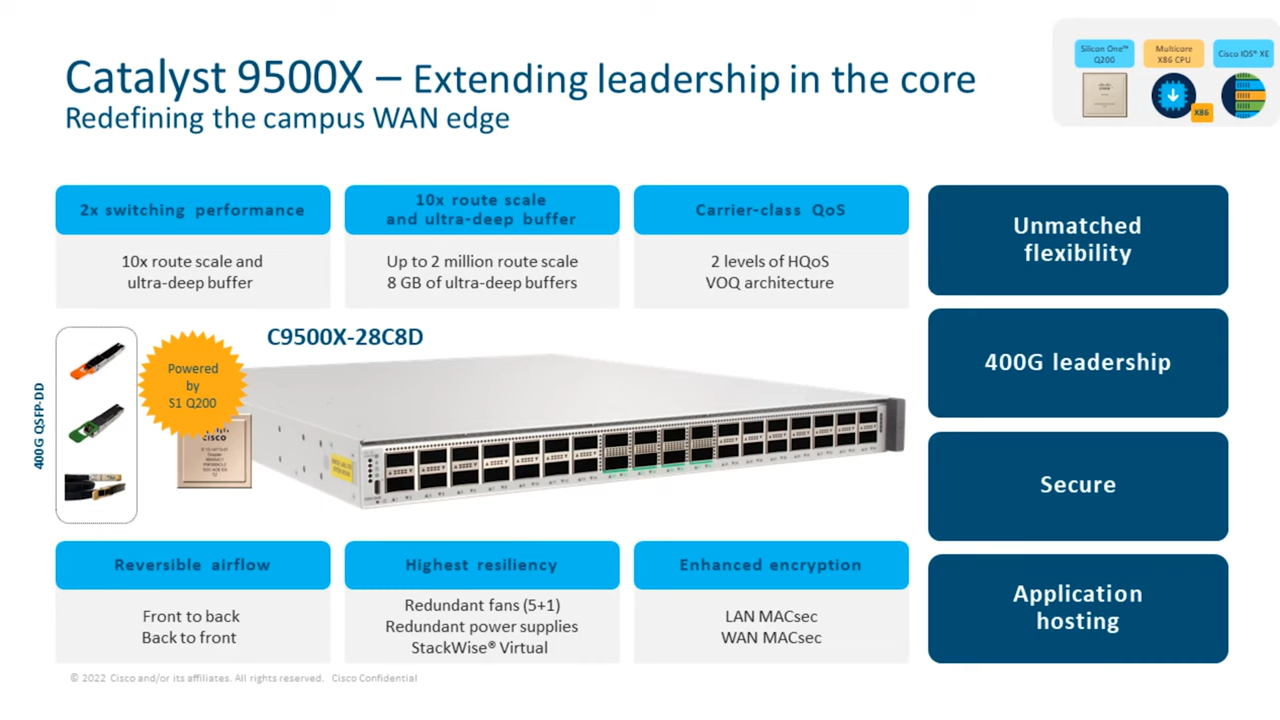 Catalyst 9500X – Extending leadership in the core
Redefining the campus WAN edge
Silicon One™
Q200
Multicore
X86 CPU
Cisco IOS® XE
X86
2x switching performance
10x route scale and
ultra-deep buffer
10x route scale
and ultra-deep buffer
Up to 2 million route scale
8 GB of ultra-deep buffers
Carrier-class QoS
2 levels of HQoS
VOQ architecture
Unmatched
flexibility
400G leadership
Secure
Application
hosting
400G QSFP-DD
Powered
by
S1 Q200
cisco
C9500X-28C8D
Reversible airflow
Front to back
Back to front
Highest resiliency
Redundant fans (5+1)
Redundant power supplies
StackWise® Virtual
Enhanced encryption
LAN MACsec
WAN MACsec
© 2022 Cisco and/or its affiliates. All rights reserved. Cisco Confidential